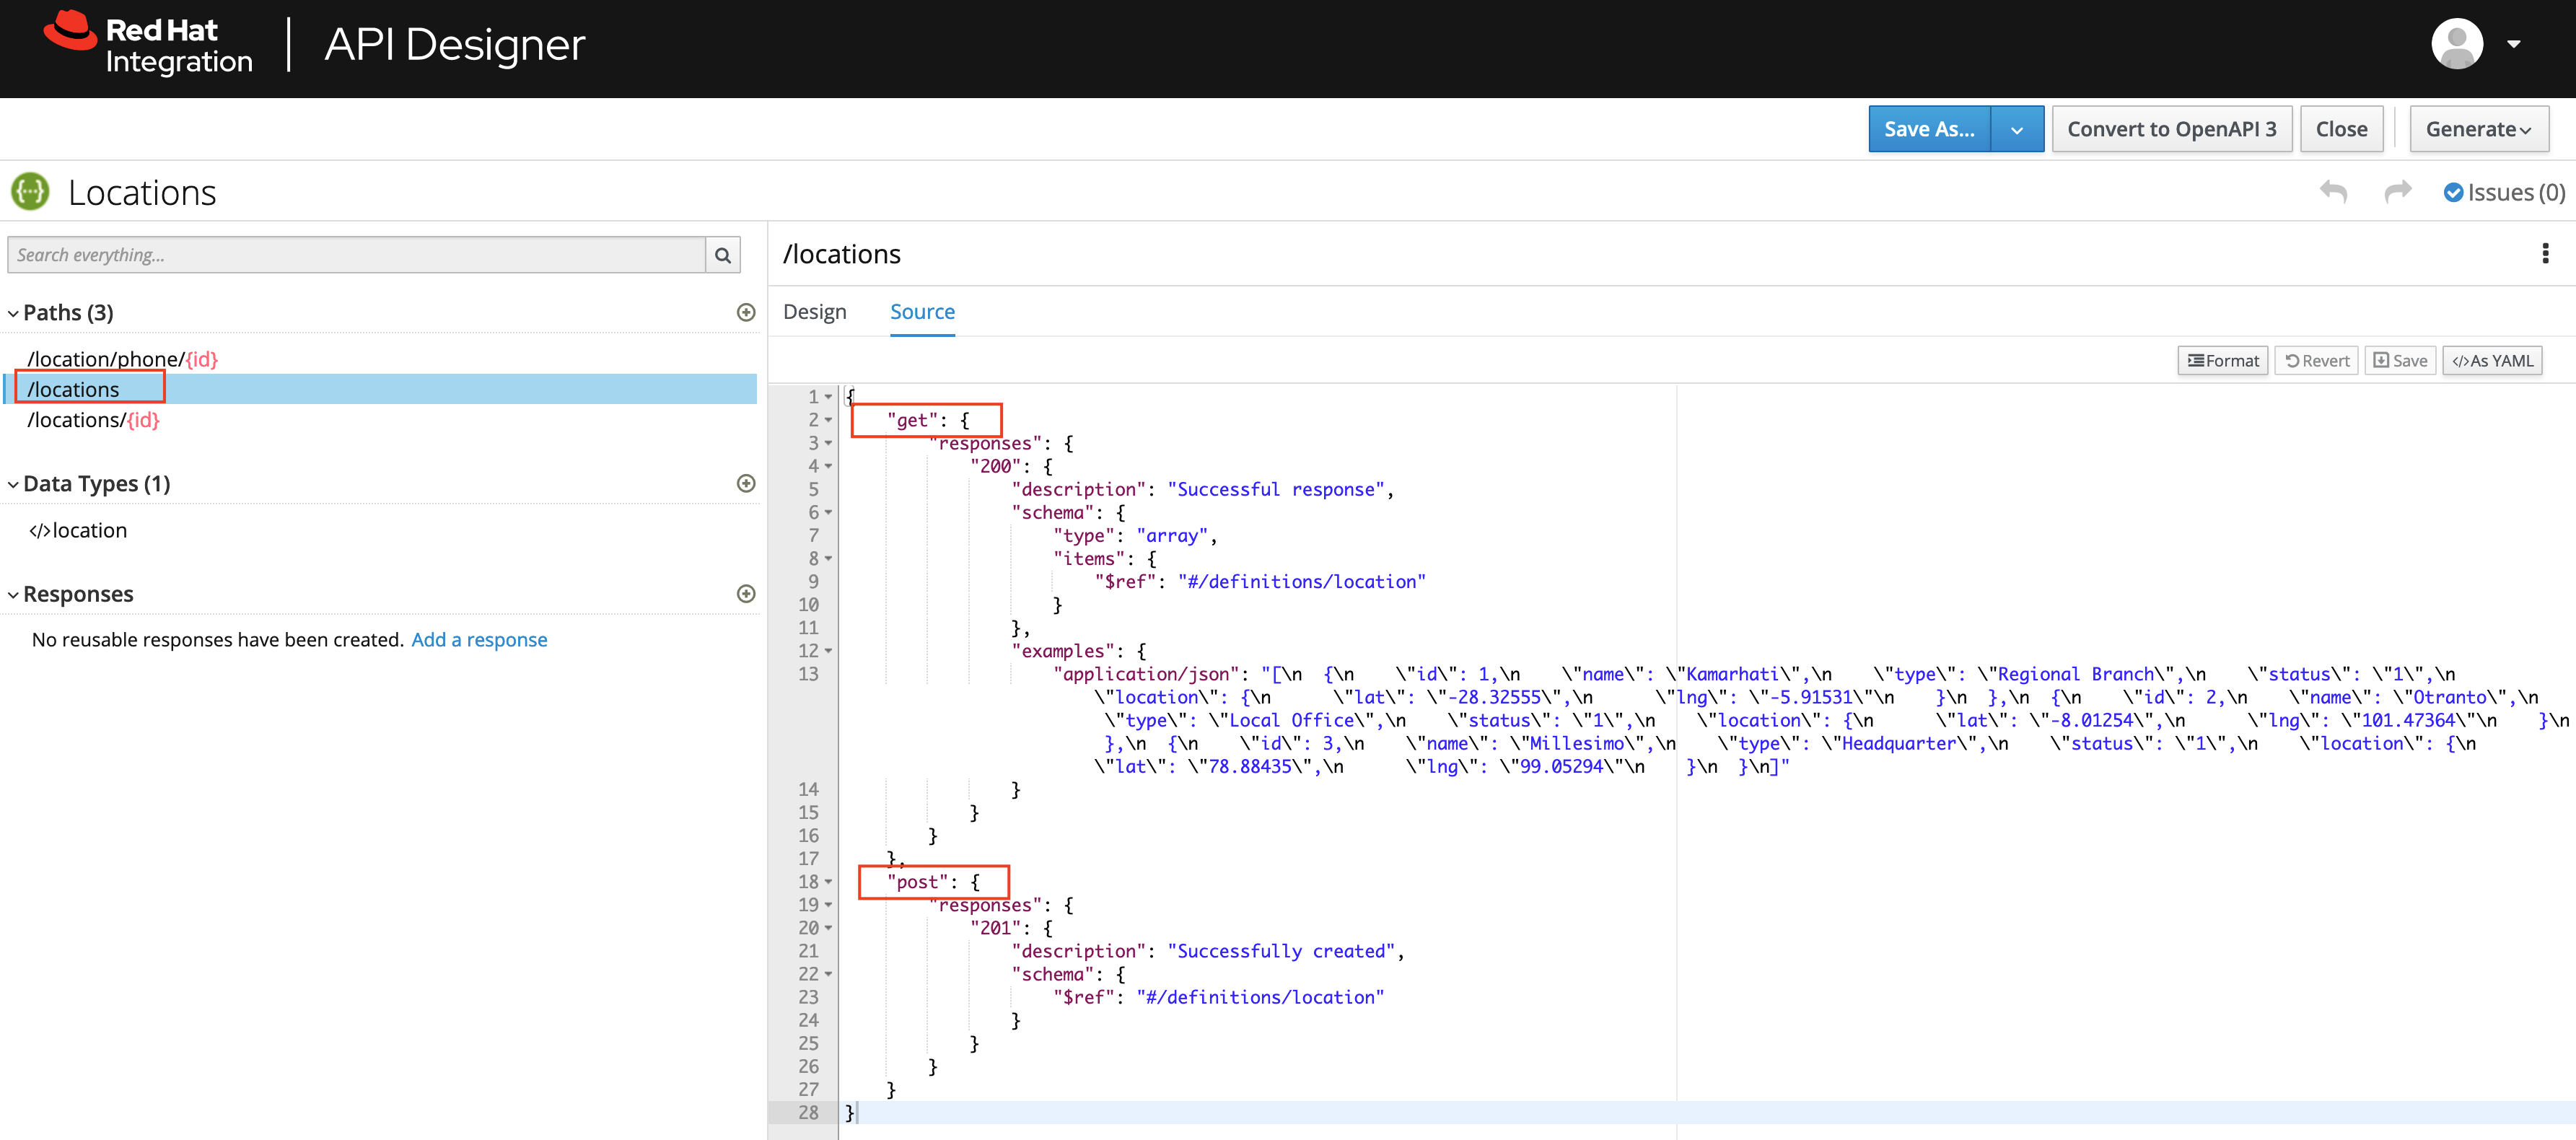 Red Hat
Integration
API Designer
Save As...
Convert to OpenAPI 3
Close
Generate
Locations
Issues (0)
Search everything...
Paths (3)
/location/phone/{id}
/locations
/locations/{id}
Data Types (1)
</>location
Responses
No reusable responses have been created. Add a response
/locations
Design Source
Format Revert Save </>As YAML
1 {
2 "get": {
3 "responses": {
4 "200": {
5 "description": "Successful response",
6 "schema": {
7 "type": "array",
8 "items": {
9 "$ref": "#/definitions/location"
10 }
11 },
12 "examples": {
13 "application/json": "[\n  {\n    \"id\": 1,\n    \"name\": \"Kamarhati\",\n    \"type\": \"Regional Branch\",\n    \"status\": \"1\",\n
\"location\": {\n      \"lat\": \"-28.32555\",\n      \"lng\": \"-5.91531\"\n    }\n  },\n  {\n    \"id\": 2,\n    \"name\": \"Otranto\",\n
\"type\": \"Local Office\",\n    \"status\": \"1\",\n    \"location\": {\n      \"lat\": \"-8.01254\",\n      \"lng\": \"101.47364\"\n    }\n
},\n  {\n    \"id\": 3,\n    \"name\": \"Millesimo\",\n    \"type\": \"Headquarter\",\n    \"status\": \"1\",\n    \"location\": {\n
\"lat\": \"78.88435\",\n      \"lng\": \"99.05294\"\n    }\n  }\n]"
14 }
15 }
16 }
17 },
18 "post": {
19 "responses": {
20 "201": {
21 "description": "Successfully created",
22 "schema": {
23 "$ref": "#/definitions/location"
24 }
25 }
26 }
27 }
28 }